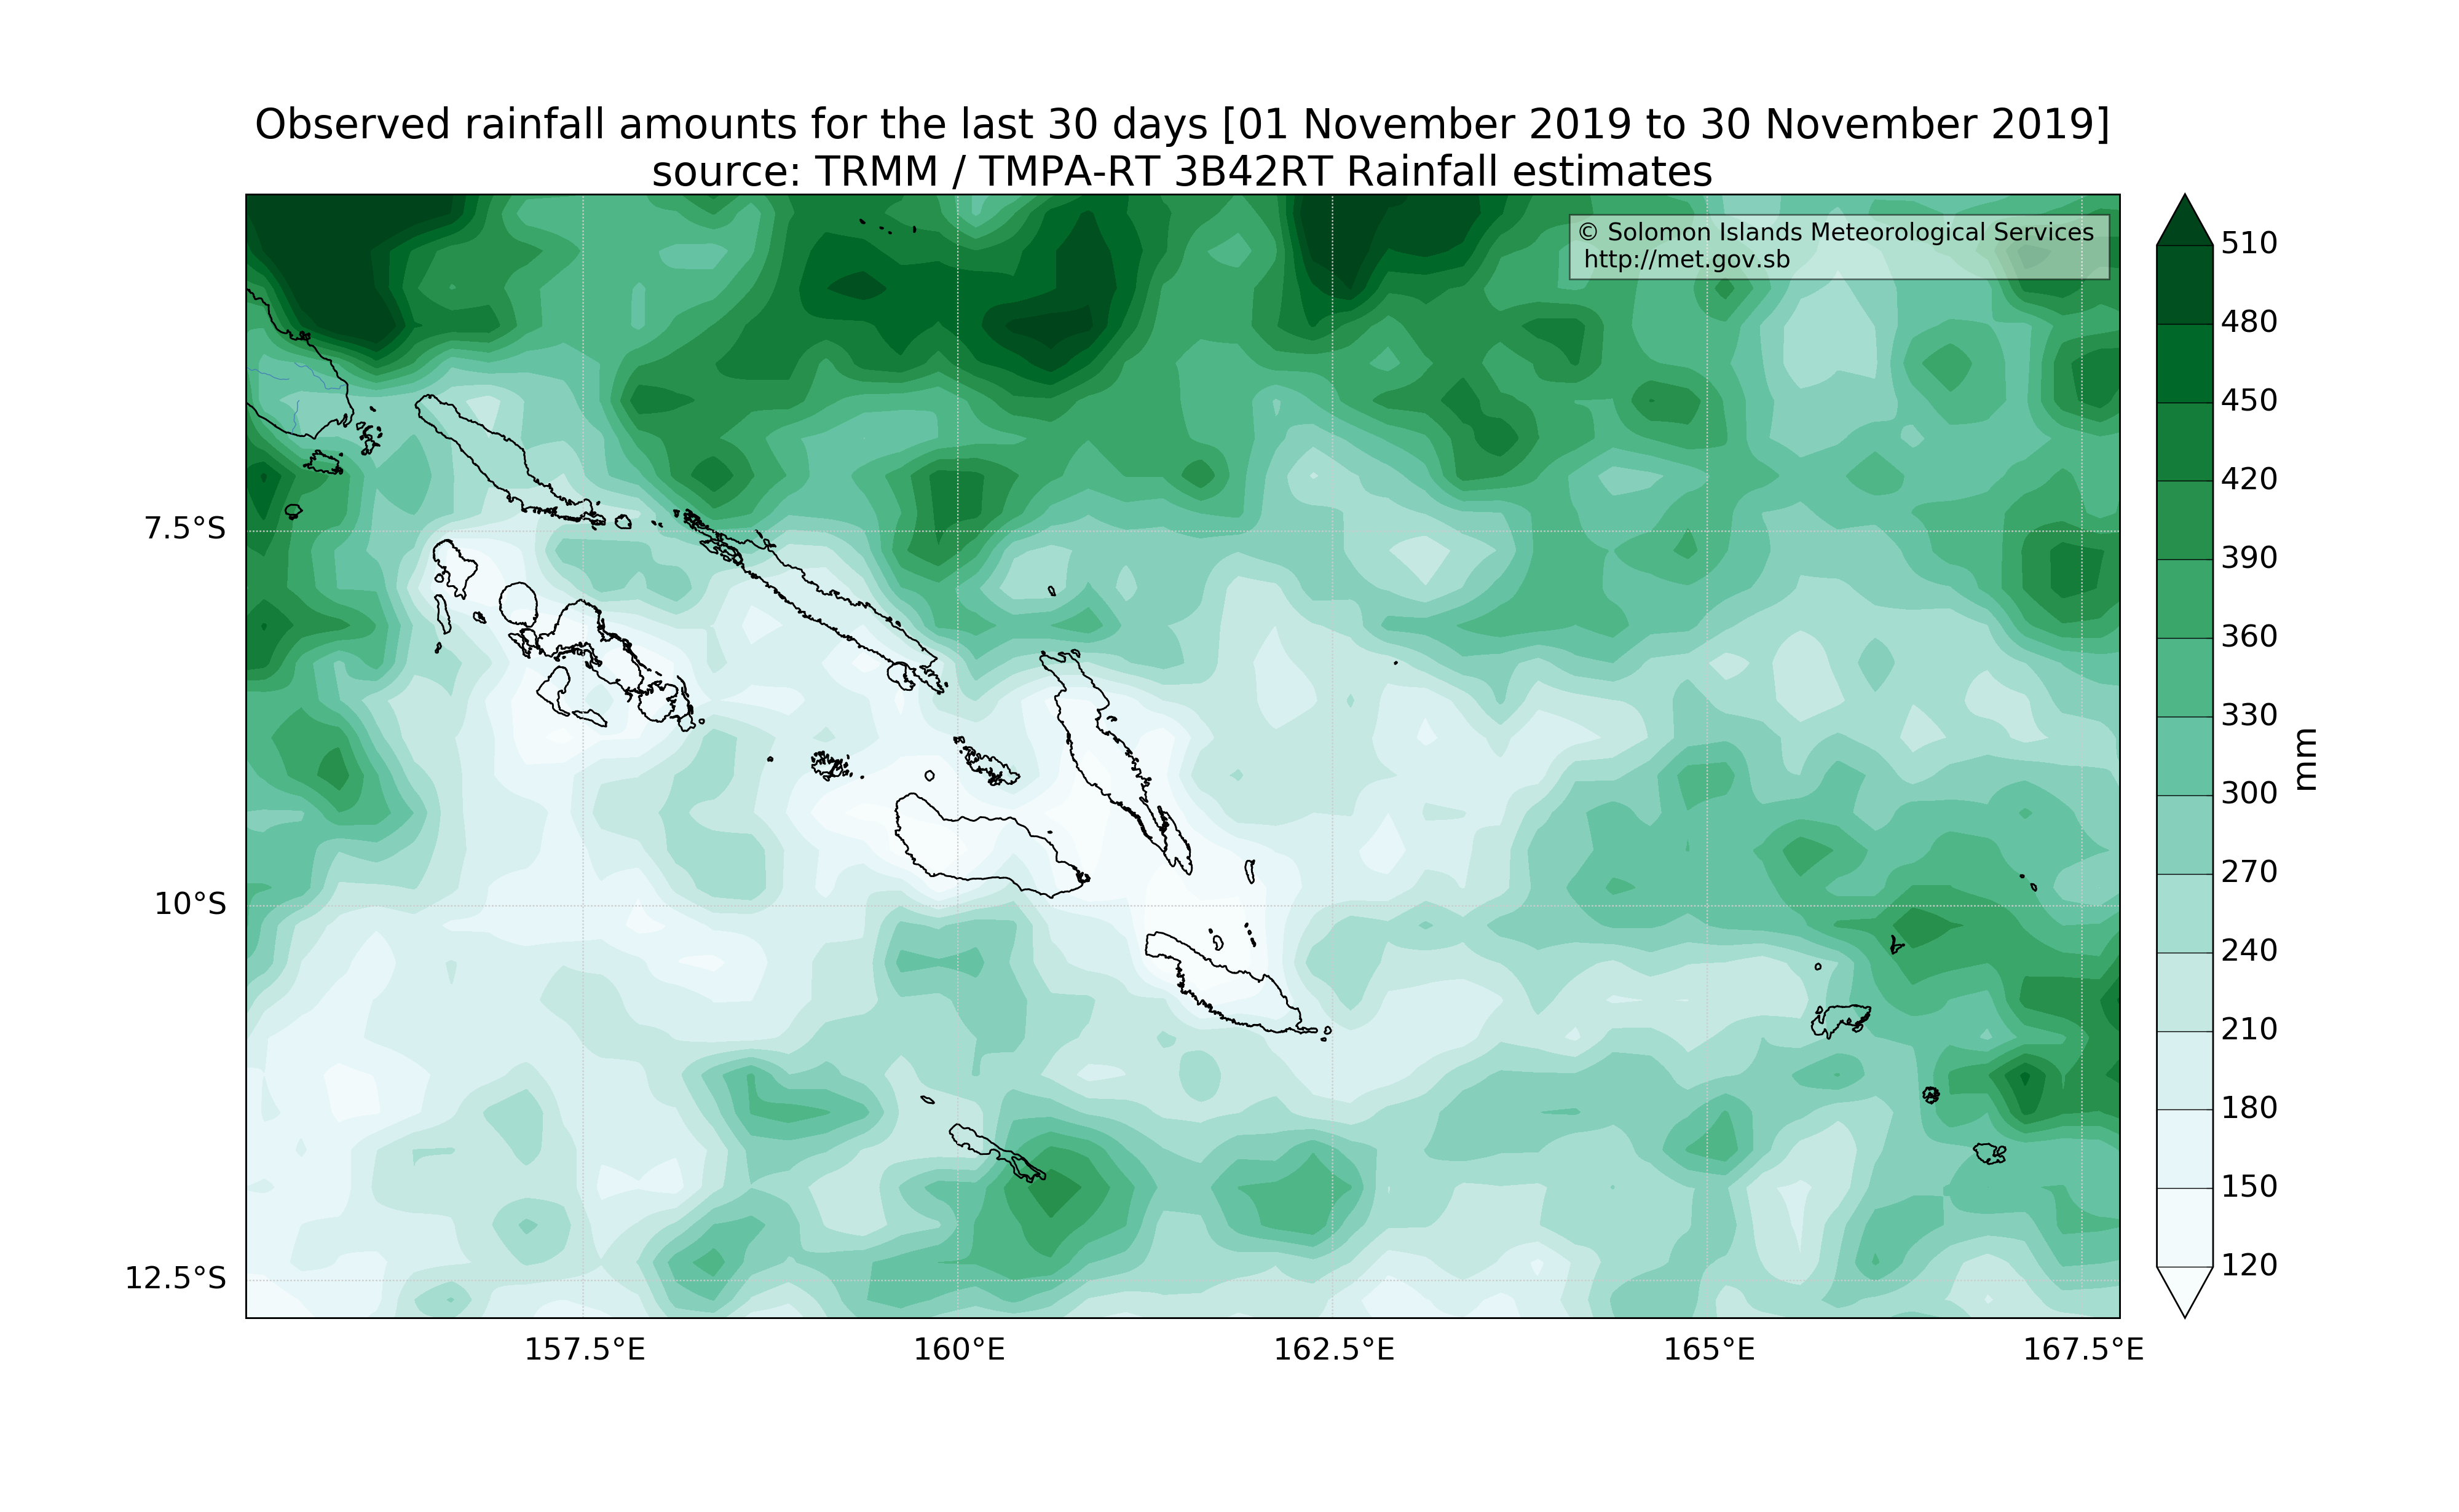 Observed rainfall amounts for the last 30 days [01 November 2019 to 30 November 2019]
source: TRMM / TMPA-RT 3B42RT Rainfall estimates
© Solomon Islands Meteorological Services
http://met.gov.sb
7.5°S
10°S
12.5°S
157.5°E
160°E
162.5°E
165°E
167.5°E
510
480
450
420
390
360
330
300
270
240
210
180
150
120
mm